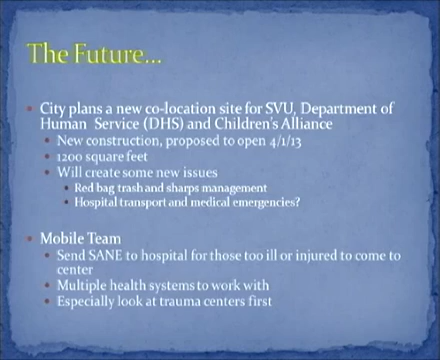 The Future...
City plans a new co-location site for SVU, Department of
Human Service (DHS) and Children's Alliance
New construction, proposed to open 4/1/13
1200 square feet
Will create some new issues
Red bag trash and sharps management
Hospital transport and medical emergencies?
Mobile Team
Send SANE to hospital for those too ill or injured to come to
center
Multiple health systems to work with
Especially look at trauma centers first